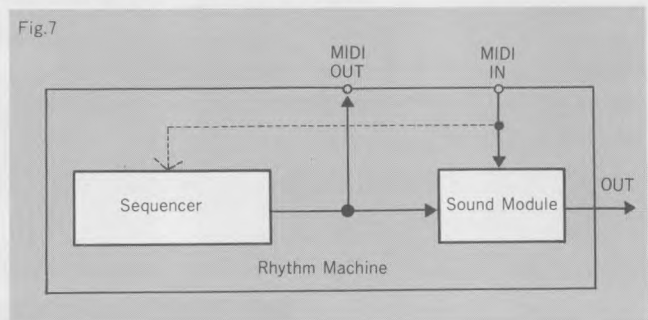 Fig.7
MIDI
OUT
MIDI
IN
Sequencer
Sound Module
OUT
Rhythm Machine